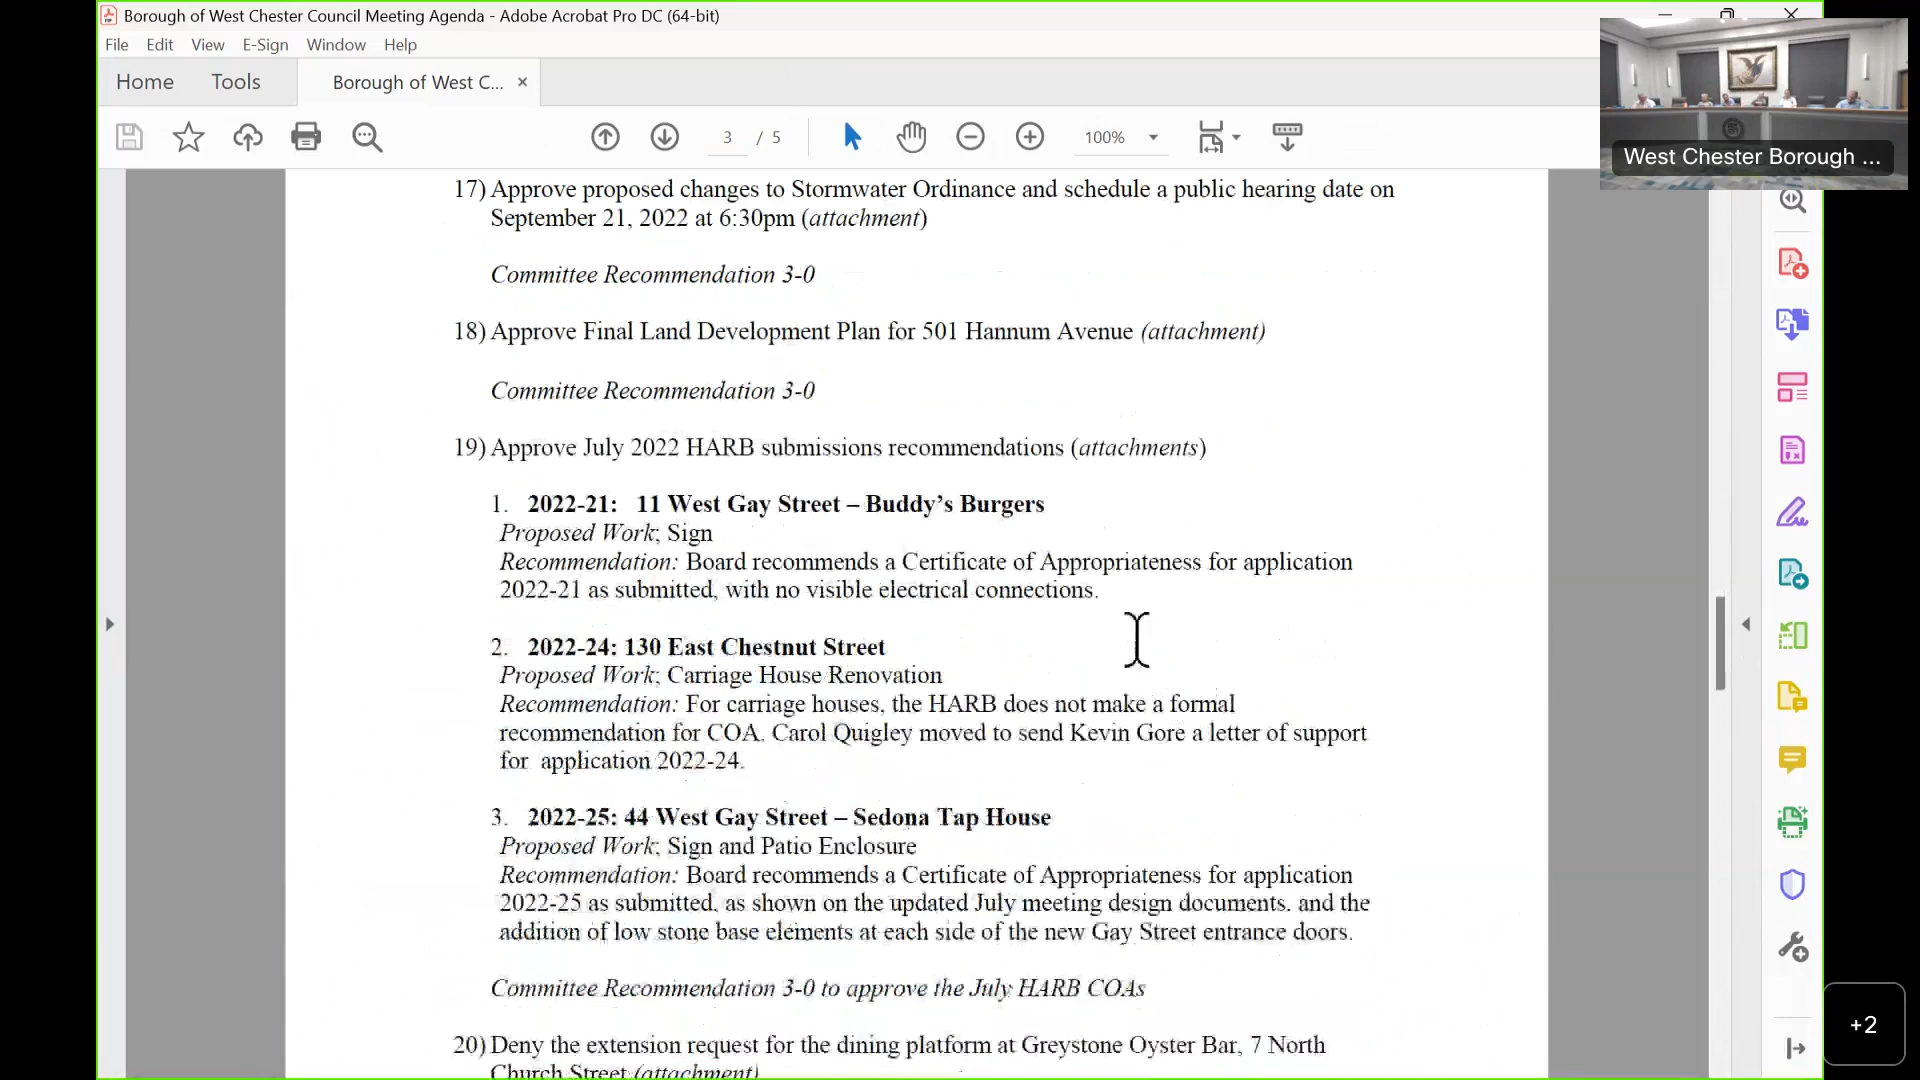 Borough of West Chester Council Meeting Agenda - Adobe Acrobat Pro DC (64-bit)
File Edit View E-Sign Window Help
Home Tools Borough of West C... ×
3 / 5 100%
West Chester Borough ...
17) Approve proposed changes to Stormwater Ordinance and schedule a public hearing date on
September 21, 2022 at 6:30pm (attachment)
Committee Recommendation 3-0
18) Approve Final Land Development Plan for 501 Hannum Avenue (attachment)
Committee Recommendation 3-0
19) Approve July 2022 HARB submissions recommendations (attachments)
1. 2022-21: 11 West Gay Street – Buddy's Burgers
Proposed Work; Sign
Recommendation: Board recommends a Certificate of Appropriateness for application
2022-21 as submitted, with no visible electrical connections.
2. 2022-24: 130 East Chestnut Street
Proposed Work; Carriage House Renovation
Recommendation: For carriage houses, the HARB does not make a formal
recommendation for COA. Carol Quigley moved to send Kevin Gore a letter of support
for application 2022-24.
3. 2022-25: 44 West Gay Street – Sedona Tap House
Proposed Work; Sign and Patio Enclosure
Recommendation: Board recommends a Certificate of Appropriateness for application
2022-25 as submitted, as shown on the updated July meeting design documents. and the
addition of low stone base elements at each side of the new Gay Street entrance doors.
Committee Recommendation 3-0 to approve the July HARB COAs
20) Deny the extension request for the dining platform at Greystone Oyster Bar, 7 North
Church Street (attachment)
+2